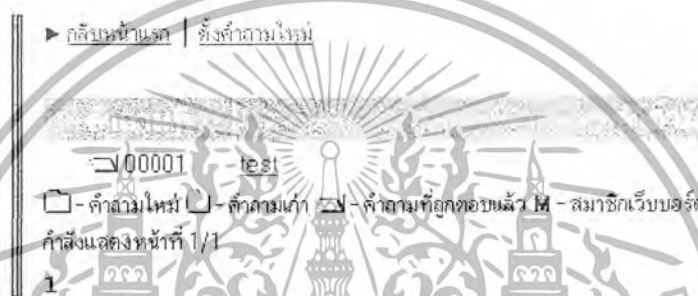 ▶ กลับหน้าแรก | ตั้งคำถามใหม่
00001 test
- คำถามใหม่ - คำถามเก่า - คำถามที่ถูกตอบแล้ว M - สมาชิกเว็บบอร์ด
กำลังแสดงหน้าที่ 1/1
1